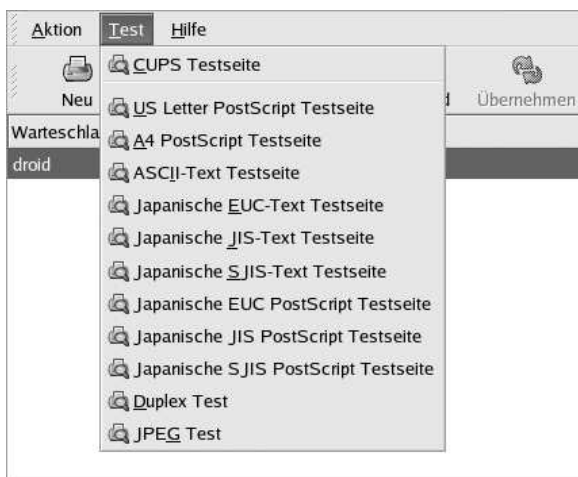 Aktion Test Hilfe
CUPS Testseite
Neu Übernehmen
US Letter PostScript Testseite
Warteschla
A4 PostScript Testseite
droid
ASCII-Text Testseite
Japanische EUC-Text Testseite
Japanische JIS-Text Testseite
Japanische SJIS-Text Testseite
Japanische EUC PostScript Testseite
Japanische JIS PostScript Testseite
Japanische SJIS PostScript Testseite
Duplex Test
JPEG Test